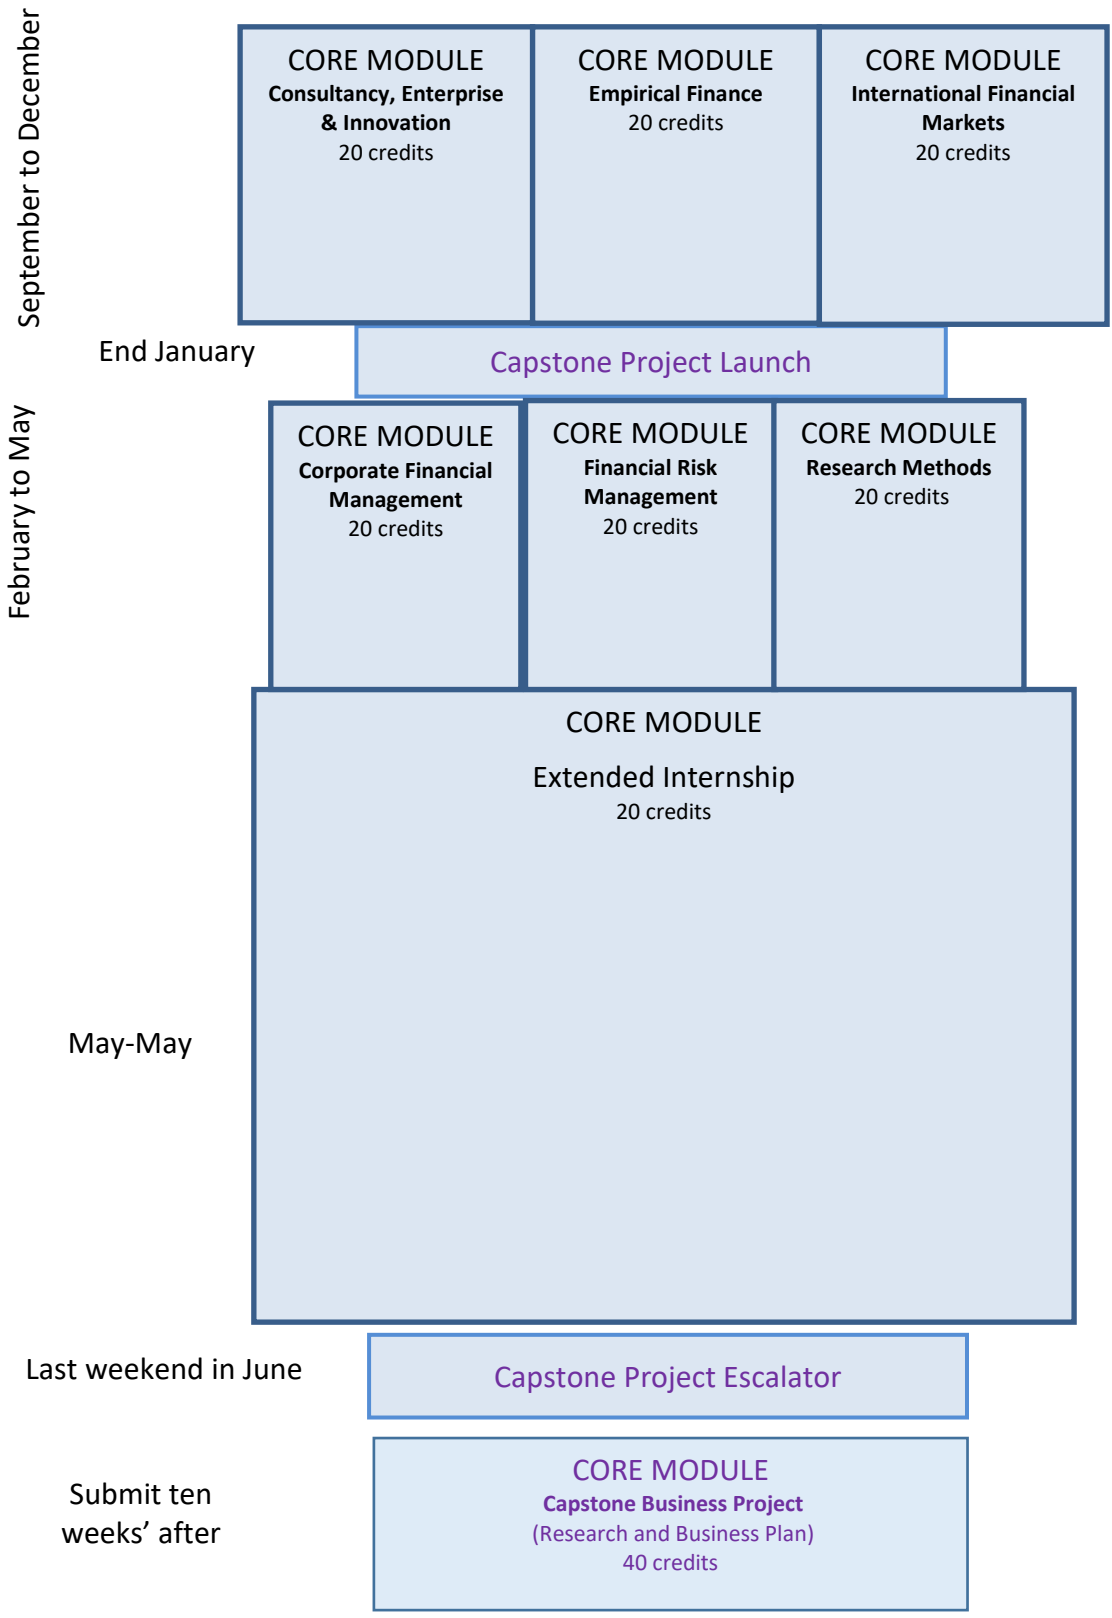 September to December
CORE MODULE
Consultancy, Enterprise
& Innovation
20 credits
CORE MODULE
Empirical Finance
20 credits
CORE MODULE
International Financial
Markets
20 credits
End January
Capstone Project Launch
February to May
CORE MODULE
Corporate Financial
Management
20 credits
CORE MODULE
Financial Risk
Management
20 credits
CORE MODULE
Research Methods
20 credits
CORE MODULE
Extended Internship
20 credits
May-May
Last weekend in June
Capstone Project Escalator
Submit ten
weeks’ after
CORE MODULE
Capstone Business Project
(Research and Business Plan)
40 credits